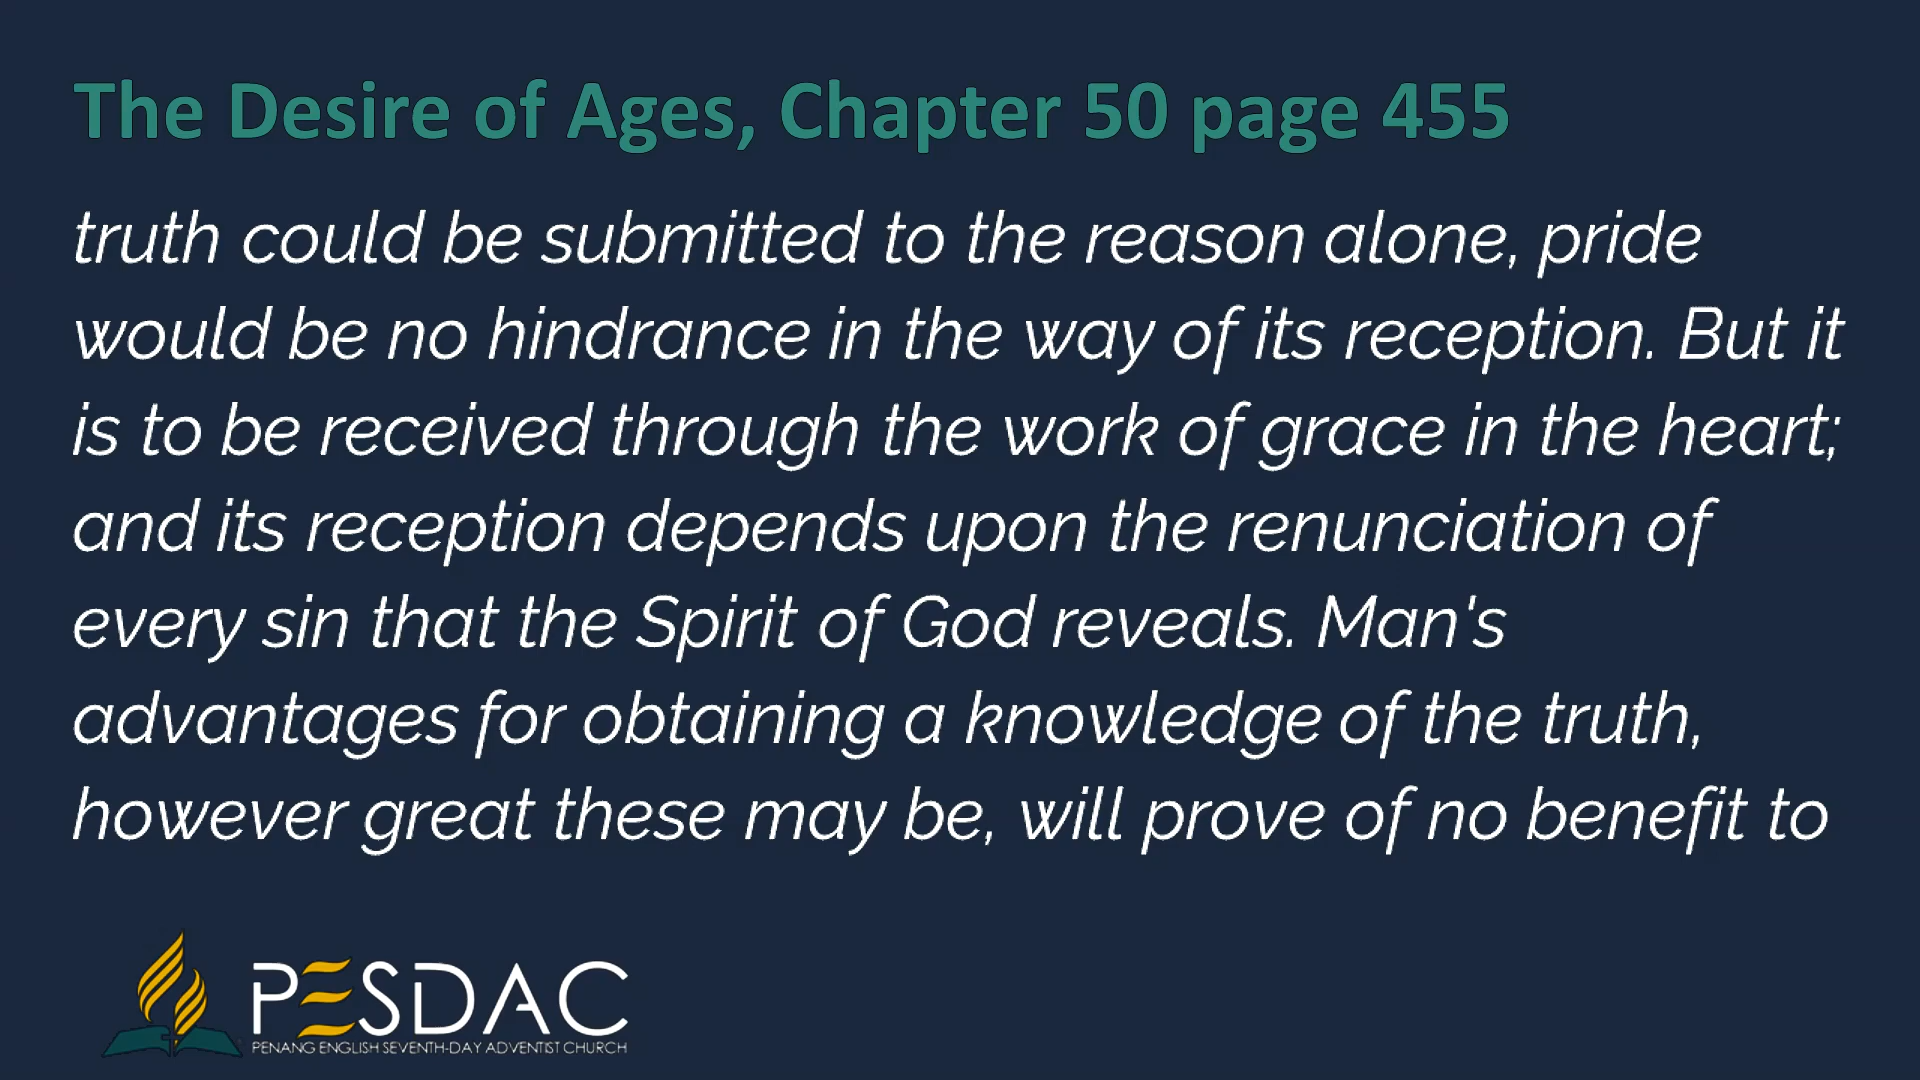 The Desire of Ages, Chapter 50 page 455
truth could be submitted to the reason alone, pride
would be no hindrance in the way of its reception. But it
is to be received through the work of grace in the heart;
and its reception depends upon the renunciation of
every sin that the Spirit of God reveals. Man's
advantages for obtaining a knowledge of the truth,
however great these may be, will prove of no benefit to
PESDAC
PENANG ENGLISH SEVENTH-DAY ADVENTIST CHURCH